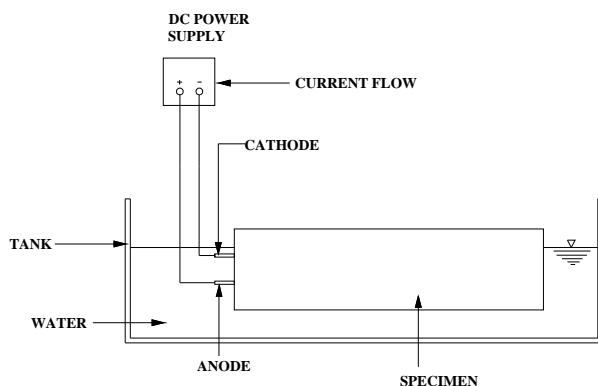 DC POWER
SUPPLY
+ −
CURRENT FLOW
CATHODE
TANK
WATER
ANODE
SPECIMEN